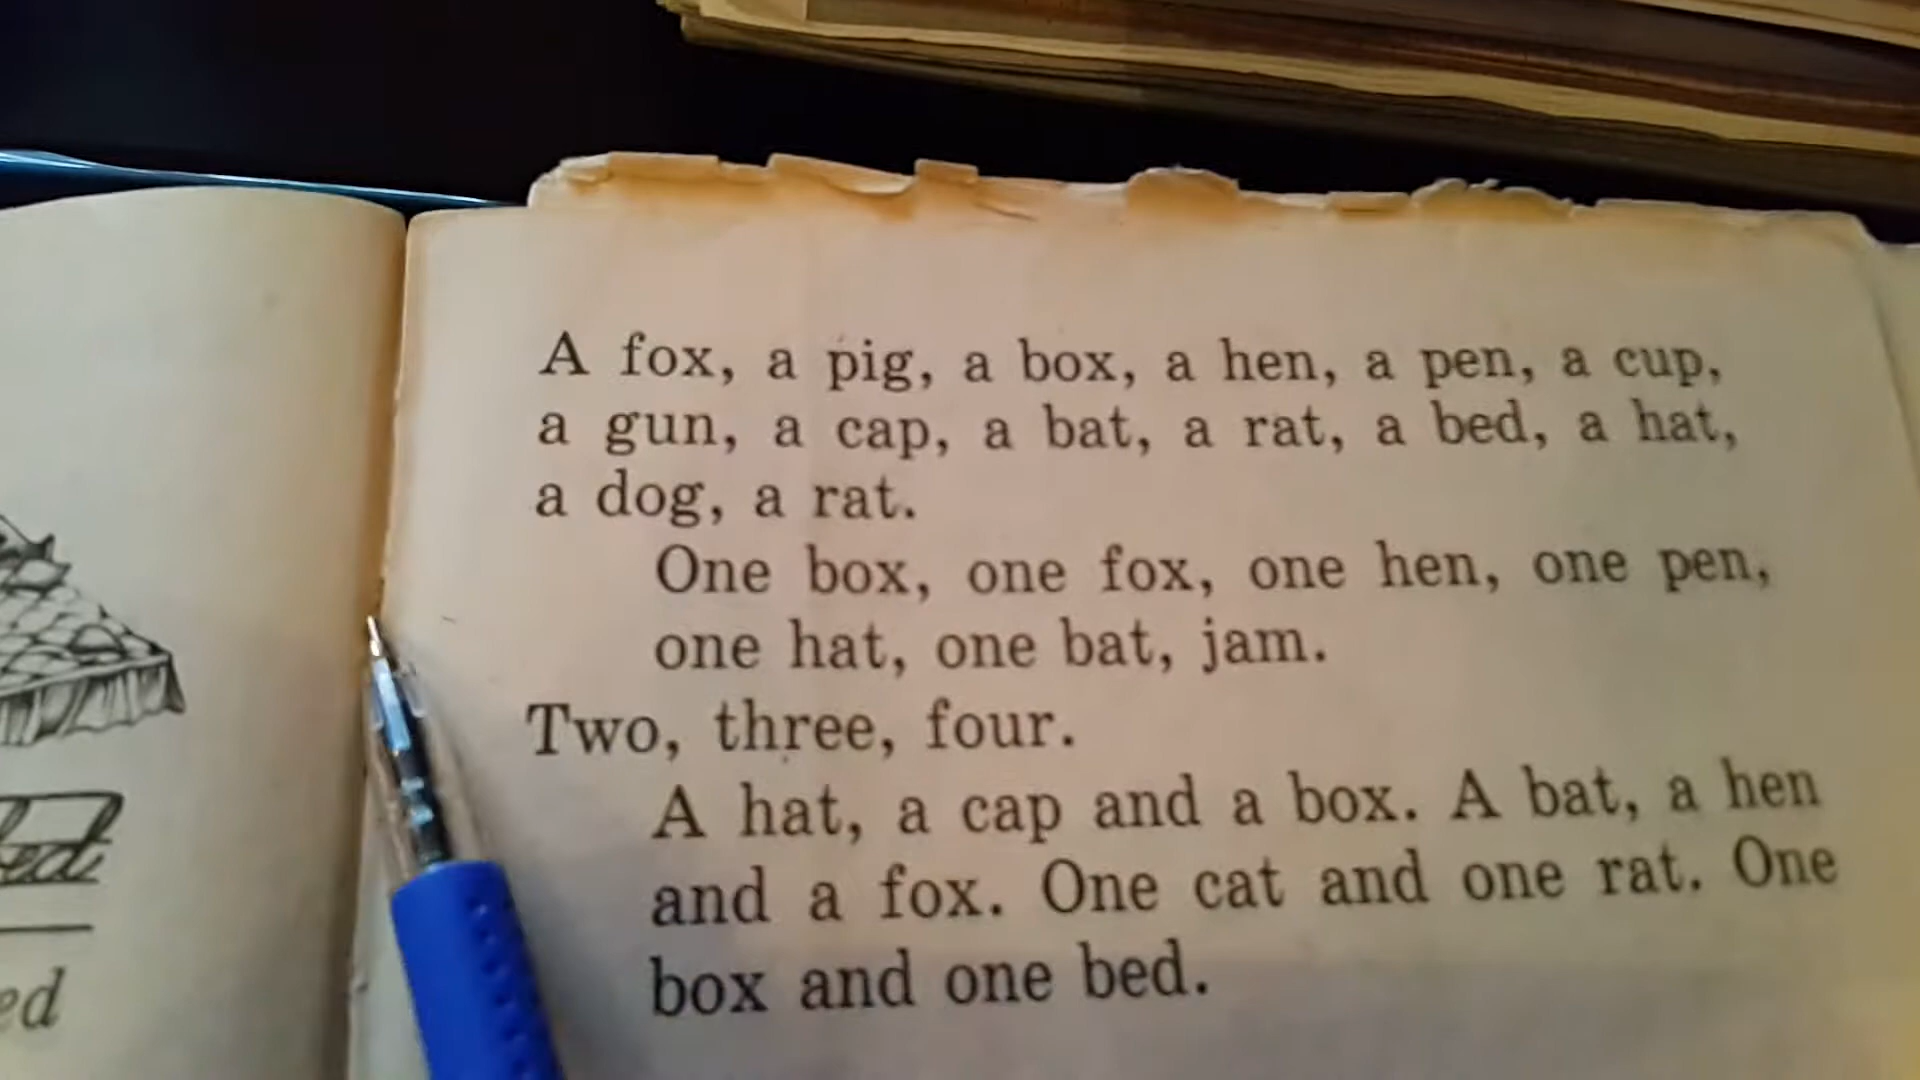 A fox, a pig, a box, a hen, a pen, a cup,
a gun, a cap, a bat, a rat, a bed, a hat,
a dog, a rat.
One box, one fox, one hen, one pen,
one hat, one bat, jam.
Two, three, four.
A hat, a cap and a box. A bat, a hen
and a fox. One cat and one rat. One
box and one bed.